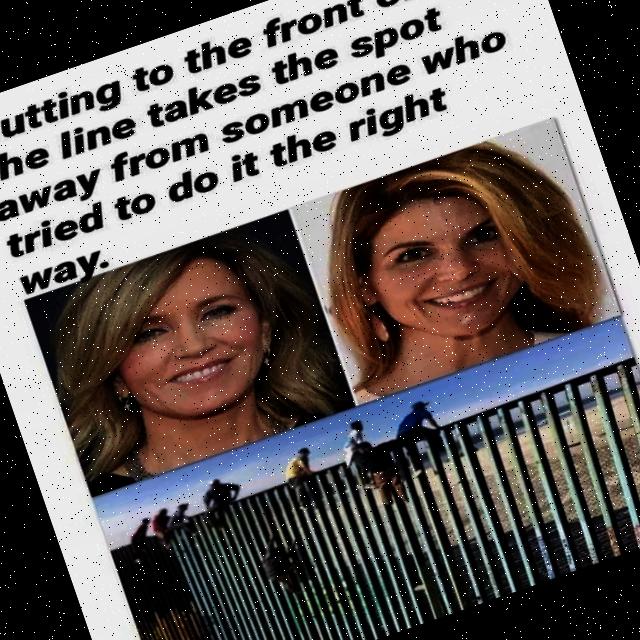 utting to the front
he line takes the spot
away from someone who
tried to do it the right
way.